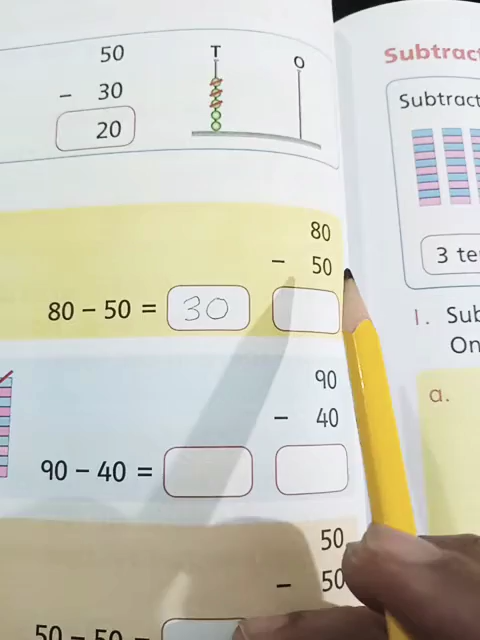 50
T
O
− 30
20
80
− 50
80 − 50 = 30
90
− 40
90 − 40 =
50
− 50
50 − 50 =
Subtract
Subtract
3 te
1. Sub
On
a.